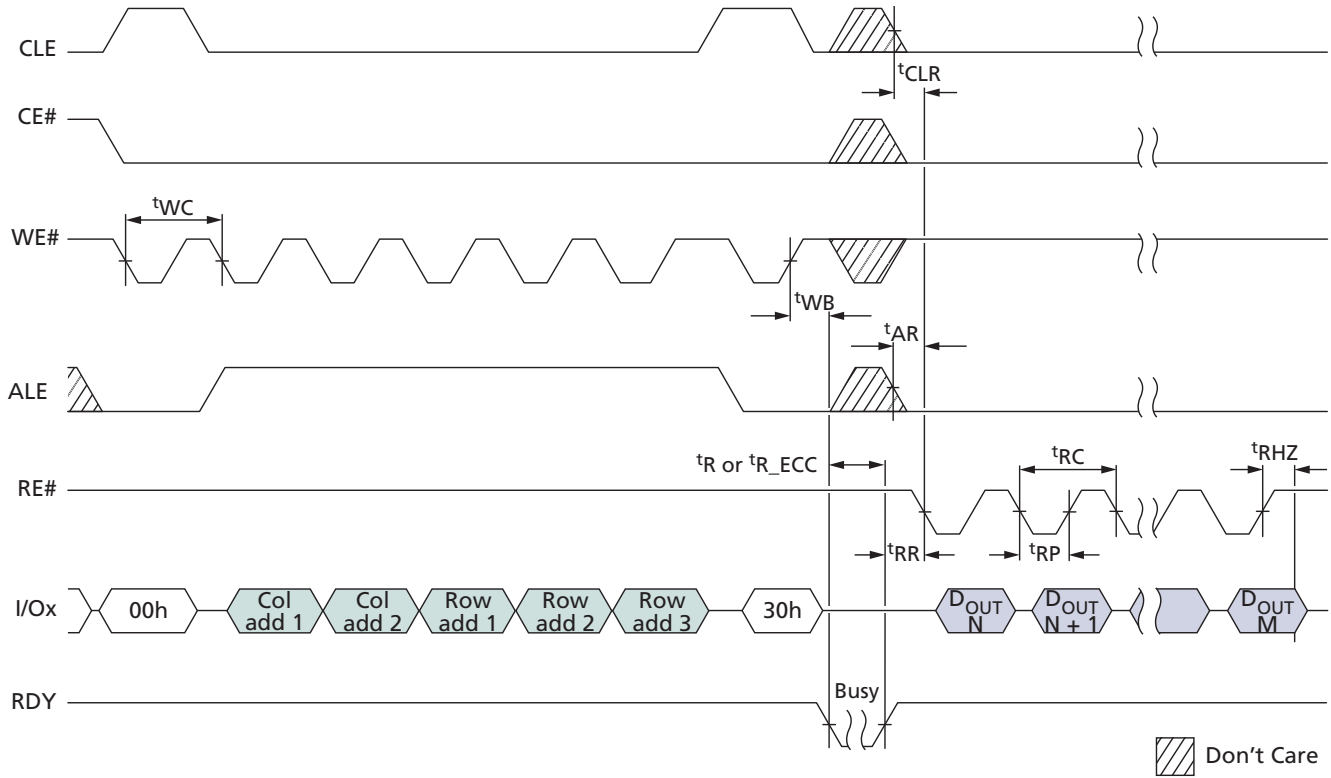 CLE
tCLR
CE#
tWC
WE#
tWB
tAR
ALE
tR or tR_ECC
tRC
tRHZ
RE#
tRR
tRP
I/Ox
00h
Col
add 1
Col
add 2
Row
add 1
Row
add 2
Row
add 3
30h
DOUT
N
DOUT
N + 1
DOUT
M
RDY
Busy
Don't Care